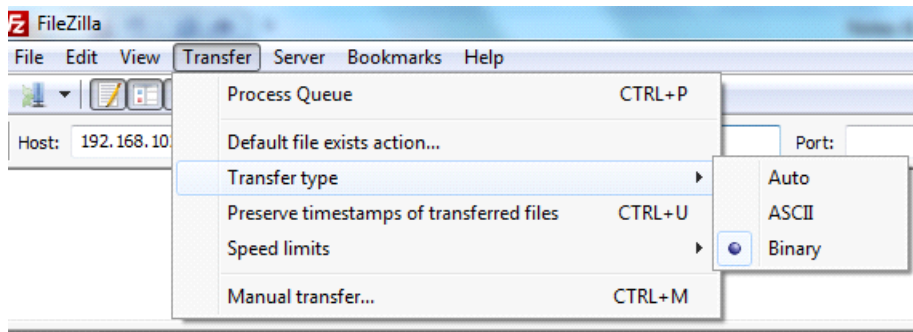 FileZilla
File Edit View Transfer Server Bookmarks Help
Process Queue CTRL+P
Host: 192.168.10 Default file exists action... Port:
Transfer type Auto
Preserve timestamps of transferred files CTRL+U ASCII
Speed limits Binary
Manual transfer... CTRL+M